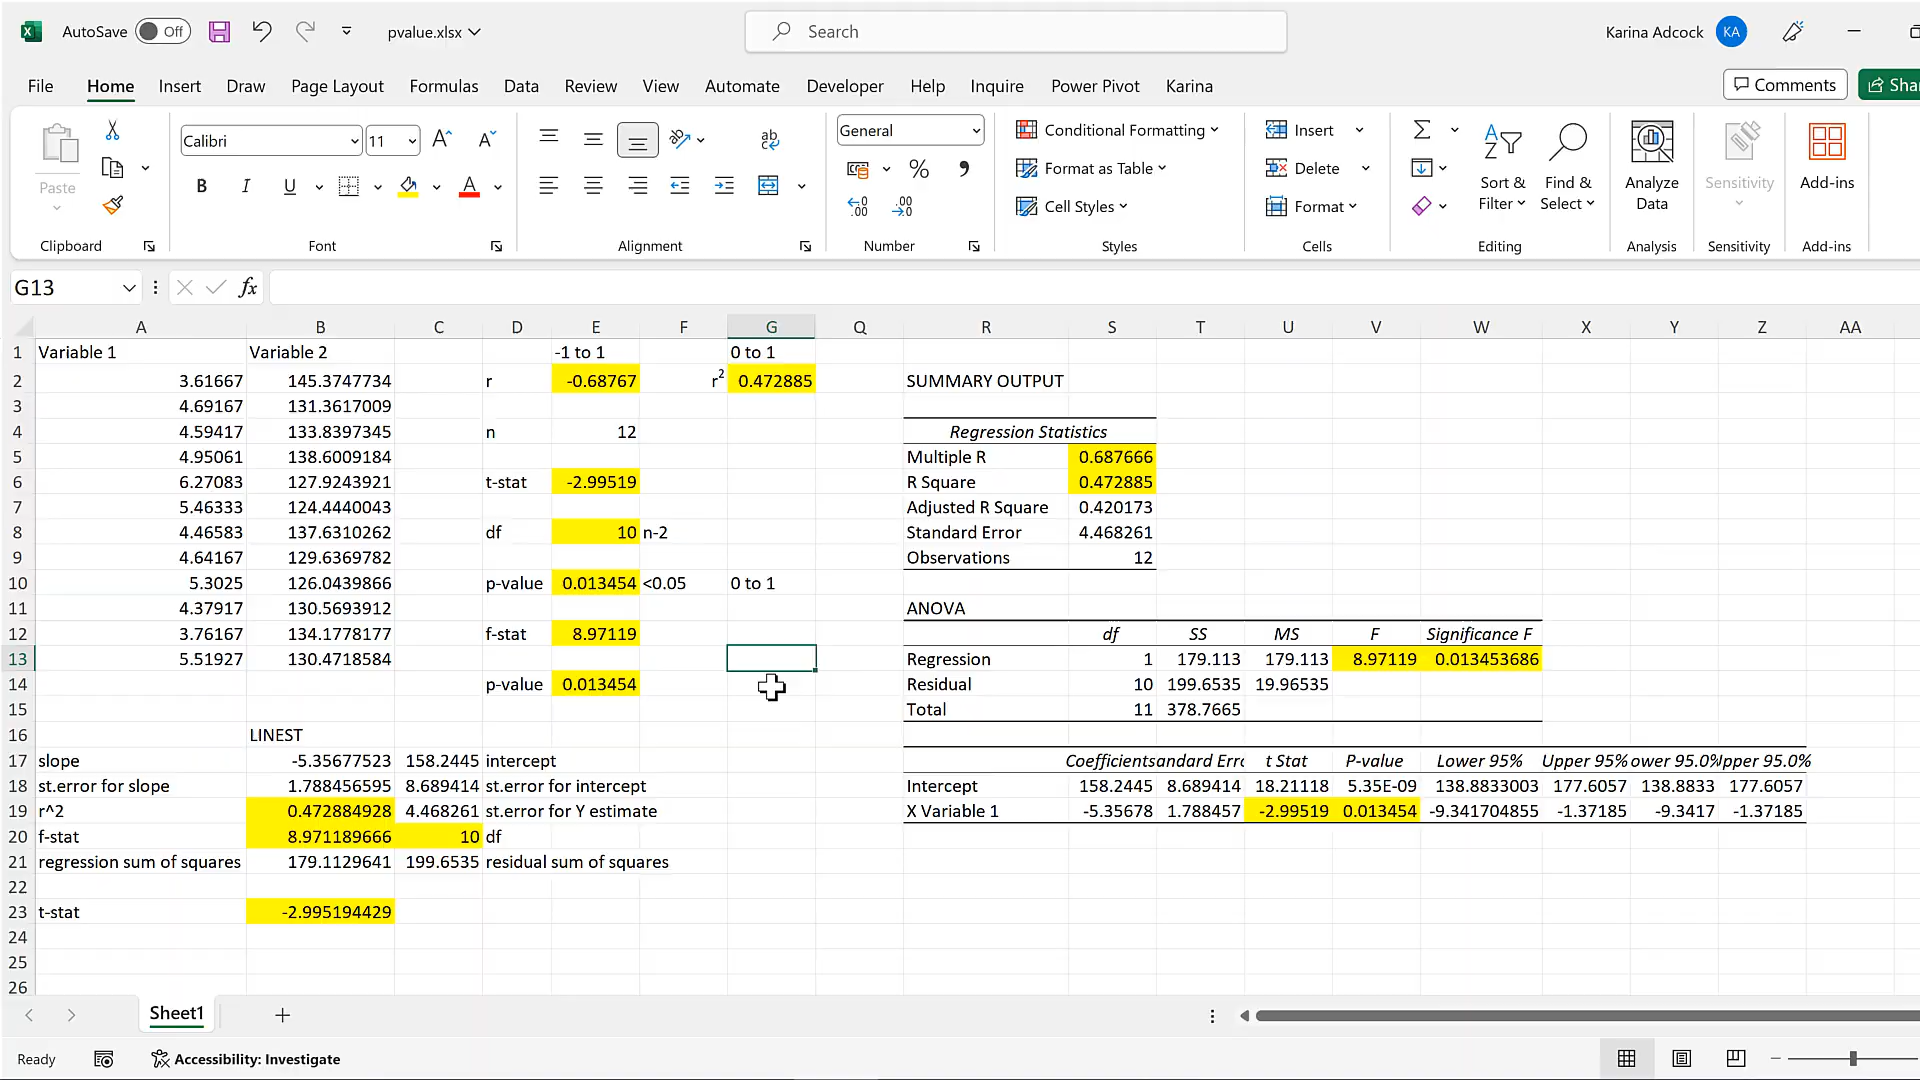 AutoSave Off pvalue.xlsx Search Karina Adcock KA
File Home Insert Draw Page Layout Formulas Data Review View Automate Developer Help Inquire Power Pivot Karina Comments
Calibri 11 A^ Aˇ ab General Conditional Formatting Insert Σ
Paste Format as Table Delete
B I U A % , Cell Styles Format
Sort & Filter Find & Select Analyze Data Sensitivity Add-ins
Clipboard Font Alignment Number Styles Cells Editing Analysis Sensitivity Add-ins
G13 fx
A B C D E F G Q R S T U V W X Y Z AA
1 Variable 1 Variable 2 -1 to 1 0 to 1
2 3.61667 145.3747734 r -0.68767 r² 0.472885 SUMMARY OUTPUT
3 4.69167 131.3617009
4 4.59417 133.8397345 n 12 Regression Statistics
5 4.95061 138.6009184 Multiple R 0.687666
6 6.27083 127.9243921 t-stat -2.99519 R Square 0.472885
7 5.46333 124.4440043 Adjusted R Square 0.420173
8 4.46583 137.6310262 df 10 n-2 Standard Error 4.468261
9 4.64167 129.6369782 Observations 12
10 5.3025 126.0439866 p-value 0.013454 <0.05 0 to 1
11 4.37917 130.5693912 ANOVA
12 3.76167 134.1778177 f-stat 8.97119 df SS MS F Significance F
13 5.51927 130.4718584 Regression 1 179.113 179.113 8.97119 0.013453686
14 p-value 0.013454 Residual 10 199.6535 19.96535
15 Total 11 378.7665
16 LINEST
17 slope -5.35677523 158.2445 intercept Coefficients andard Erro t Stat P-value Lower 95% Upper 95% ower 95.0% pper 95.0%
18 st.error for slope 1.788456595 8.689414 st.error for intercept Intercept 158.2445 8.689414 18.21118 5.35E-09 138.8833003 177.6057 138.8833 177.6057
19 r^2 0.472884928 4.468261 st.error for Y estimate X Variable 1 -5.35678 1.788457 -2.99519 0.013454 -9.341704855 -1.37185 -9.3417 -1.37185
20 f-stat 8.971189666 10 df
21 regression sum of squares 179.1129641 199.6535 residual sum of squares
22
23 t-stat -2.995194429
24
25
26
Sheet1
Ready Accessibility: Investigate